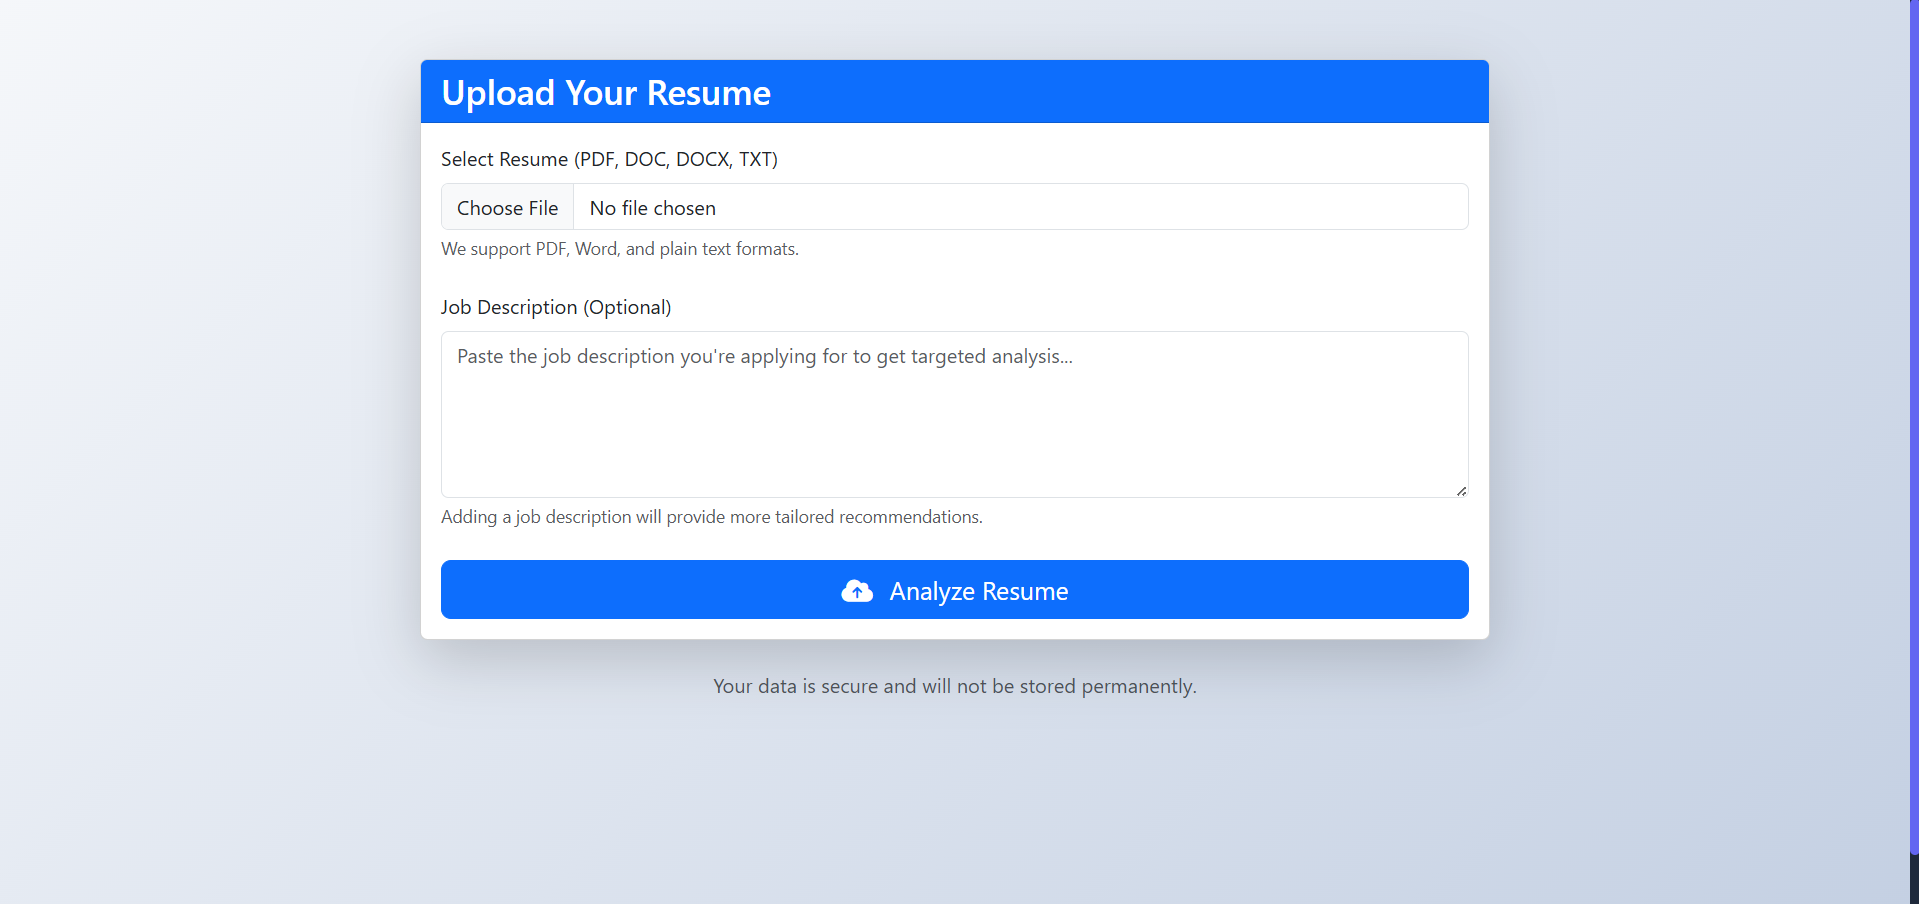 Upload Your Resume
Select Resume (PDF, DOC, DOCX, TXT)
Choose File No file chosen
We support PDF, Word, and plain text formats.
Job Description (Optional)
Paste the job description you're applying for to get targeted analysis...
Adding a job description will provide more tailored recommendations.
Analyze Resume
Your data is secure and will not be stored permanently.